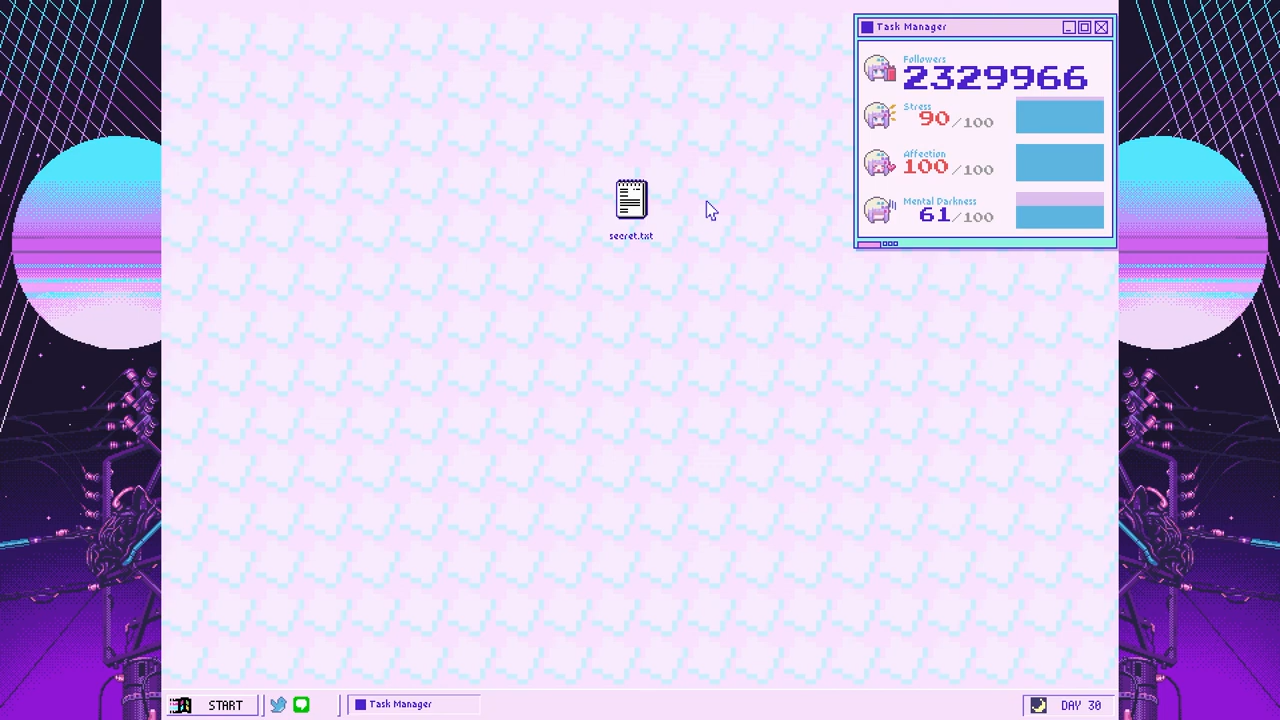 Task Manager
Followers
2329966
Stress
90/100
Affection
100/100
Mental Darkness
61/100
secret.txt
START
Task Manager
DAY 30